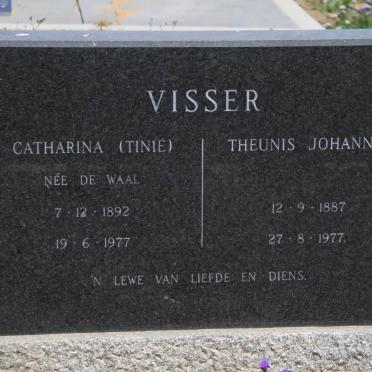 VISSER
CATHARINA (TINIÉ)
NÉE DE WAAL
7·12·1892
19·6·1977
THEUNIS JOHANN
12·9·1887
27·8·1977.
'N LEWE VAN LIEFDE EN DIENS.